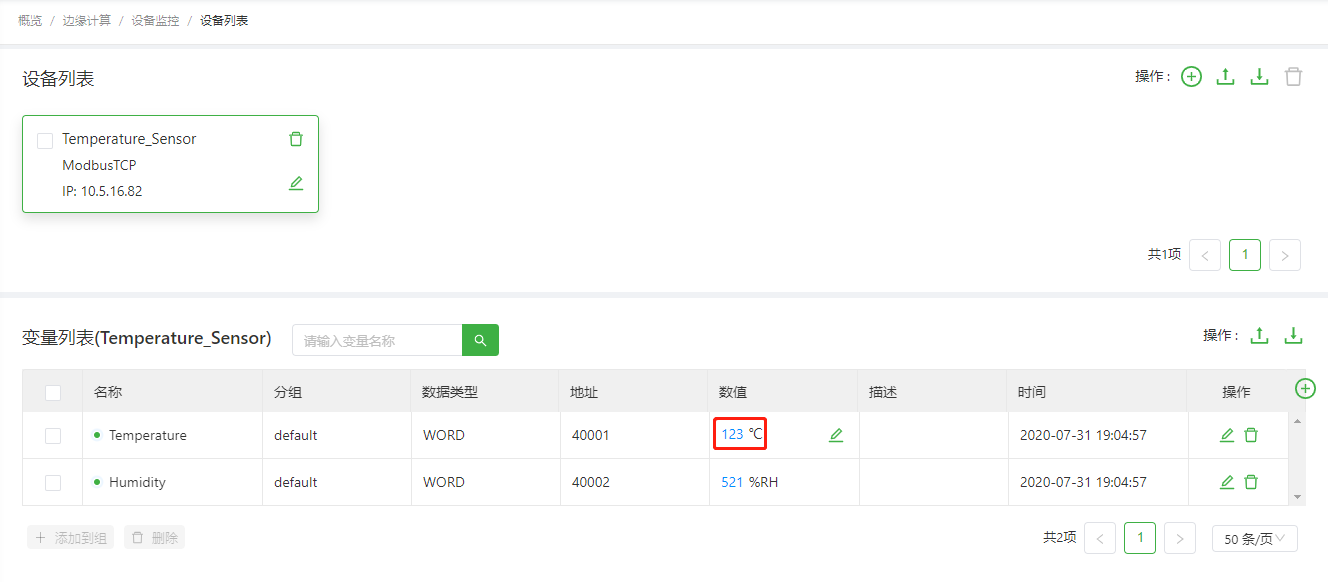 概览 / 边缘计算 / 设备监控 / 设备列表
设备列表
操作 :
Temperature_Sensor
ModbusTCP
IP: 10.5.16.82
共1项 < 1 >
变量列表(Temperature_Sensor)
请输入变量名称
操作 :
名称 分组 数据类型 地址 数值 描述 时间 操作
Temperature default WORD 40001 123 ℃ 2020-07-31 19:04:57
Humidity default WORD 40002 521 %RH 2020-07-31 19:04:57
+ 添加到组 删除
共2项 < 1 > 50 条/页